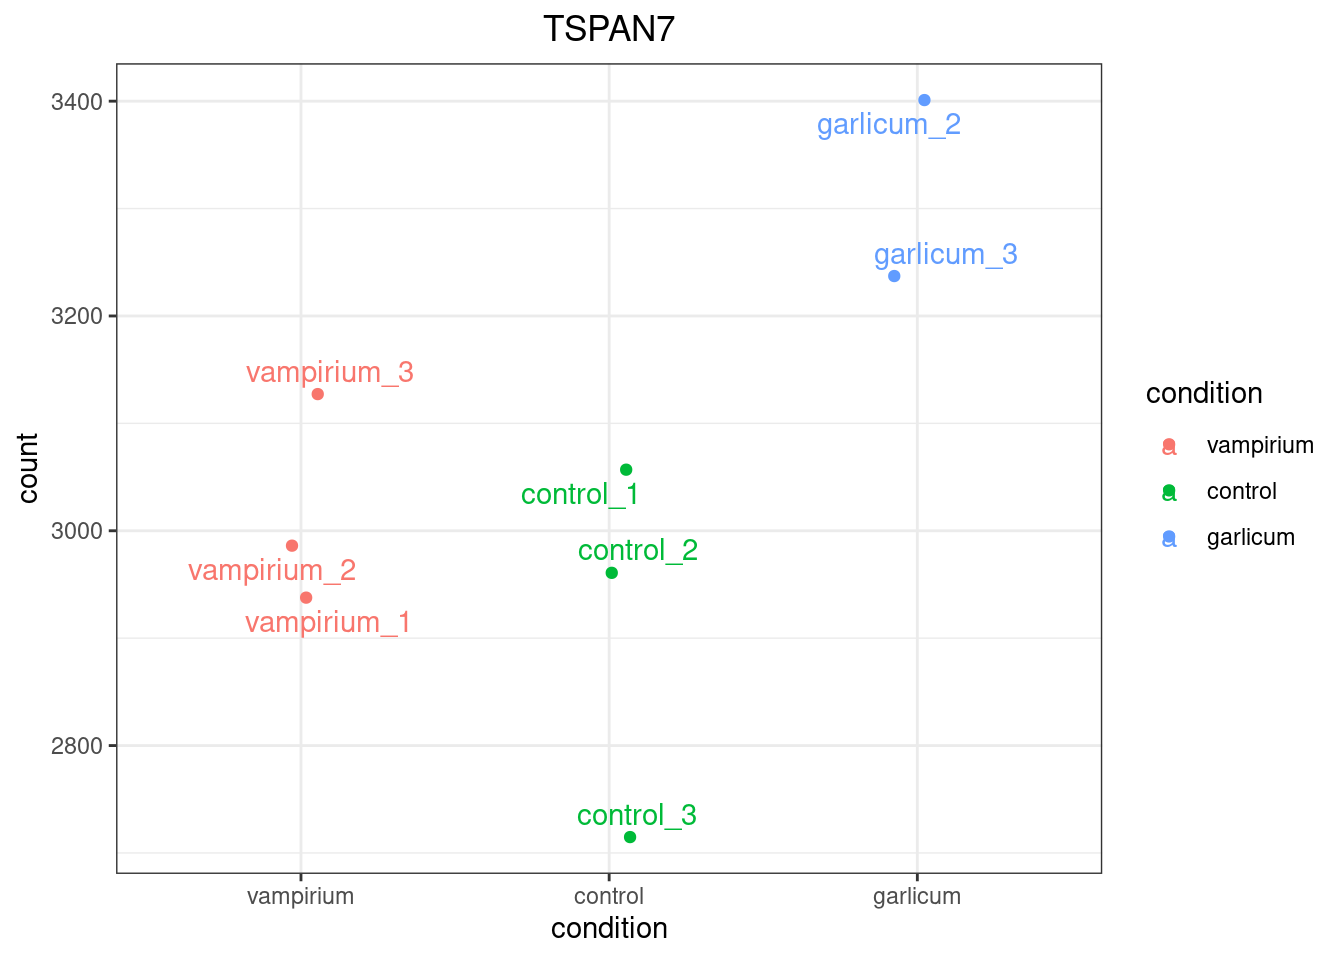 TSPAN7
3400
garlicum_2
garlicum_3
3200
vampirium_3
control_1
3000
control_2
vampirium_2
vampirium_1
2800
control_3
count
vampirium control garlicum
condition
condition
a vampirium
a control
a garlicum